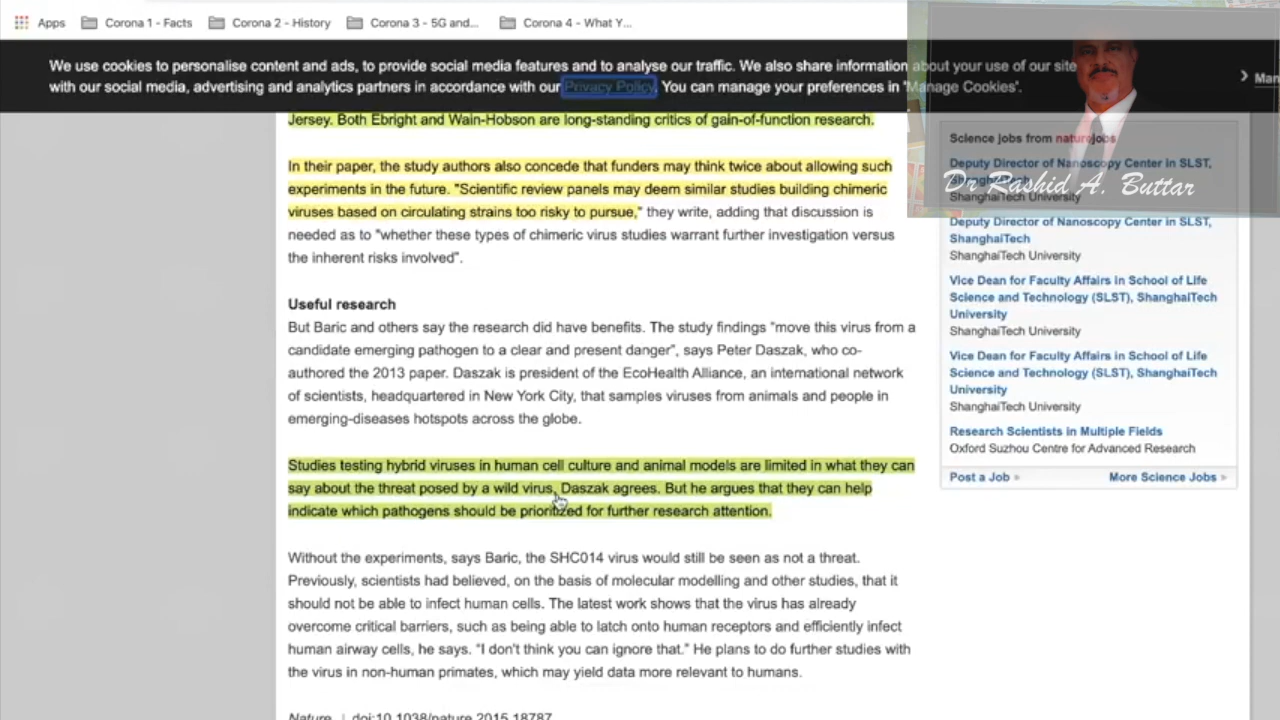 Apps
Corona 1 - Facts
Corona 2 - History
Corona 3 - 5G and...
Corona 4 - What Y...
We use cookies to personalise content and ads, to provide social media features and to analyse our traffic. We also share information about your use of our site
with our social media, advertising and analytics partners in accordance with our Privacy Policy. You can manage your preferences in 'Manage Cookies'.
Man
Jersey. Both Ebright and Wain-Hobson are long-standing critics of gain-of-function research.
In their paper, the study authors also concede that funders may think twice about allowing such
experiments in the future. "Scientific review panels may deem similar studies building chimeric
viruses based on circulating strains too risky to pursue," they write, adding that discussion is
needed as to "whether these types of chimeric virus studies warrant further investigation versus
the inherent risks involved”.
Useful research
But Baric and others say the research did have benefits. The study findings “move this virus from a
candidate emerging pathogen to a clear and present danger”, says Peter Daszak, who co-
authored the 2013 paper. Daszak is president of the EcoHealth Alliance, an international network
of scientists, headquartered in New York City, that samples viruses from animals and people in
emerging-diseases hotspots across the globe.
Studies testing hybrid viruses in human cell culture and animal models are limited in what they can
say about the threat posed by a wild virus, Daszak agrees. But he argues that they can help
indicate which pathogens should be prioritized for further research attention.
Without the experiments, says Baric, the SHC014 virus would still be seen as not a threat.
Previously, scientists had believed, on the basis of molecular modelling and other studies, that it
should not be able to infect human cells. The latest work shows that the virus has already
overcome critical barriers, such as being able to latch onto human receptors and efficiently infect
human airway cells, he says. “I don't think you can ignore that.” He plans to do further studies with
the virus in non-human primates, which may yield data more relevant to humans.
Nature | doi:10.1038/nature.2015.18787
Science jobs from naturejobs
Deputy Director of Nanoscopy Center in SLST,
ShanghaiTech
Dr Rashid A. Buttar
ShanghaiTech University
Deputy Director of Nanoscopy Center in SLST,
ShanghaiTech
ShanghaiTech University
Vice Dean for Faculty Affairs in School of Life
Science and Technology (SLST), ShanghaiTech
University
ShanghaiTech University
Vice Dean for Faculty Affairs in School of Life
Science and Technology (SLST), ShanghaiTech
University
ShanghaiTech University
Research Scientists in Multiple Fields
Oxford Suzhou Centre for Advanced Research
Post a Job
More Science Jobs